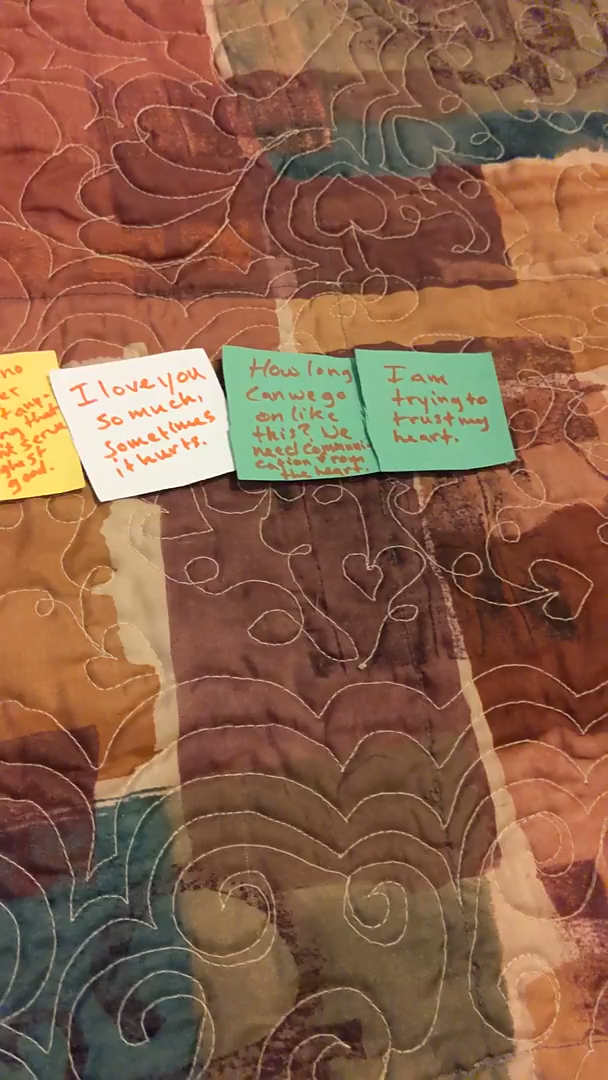 no
I love you
so much,
sometimes
it hurts.
How long
can we go
on like
this? We
need communi-
cation from
the heart.
I am
trying to
trust my
heart.
good.